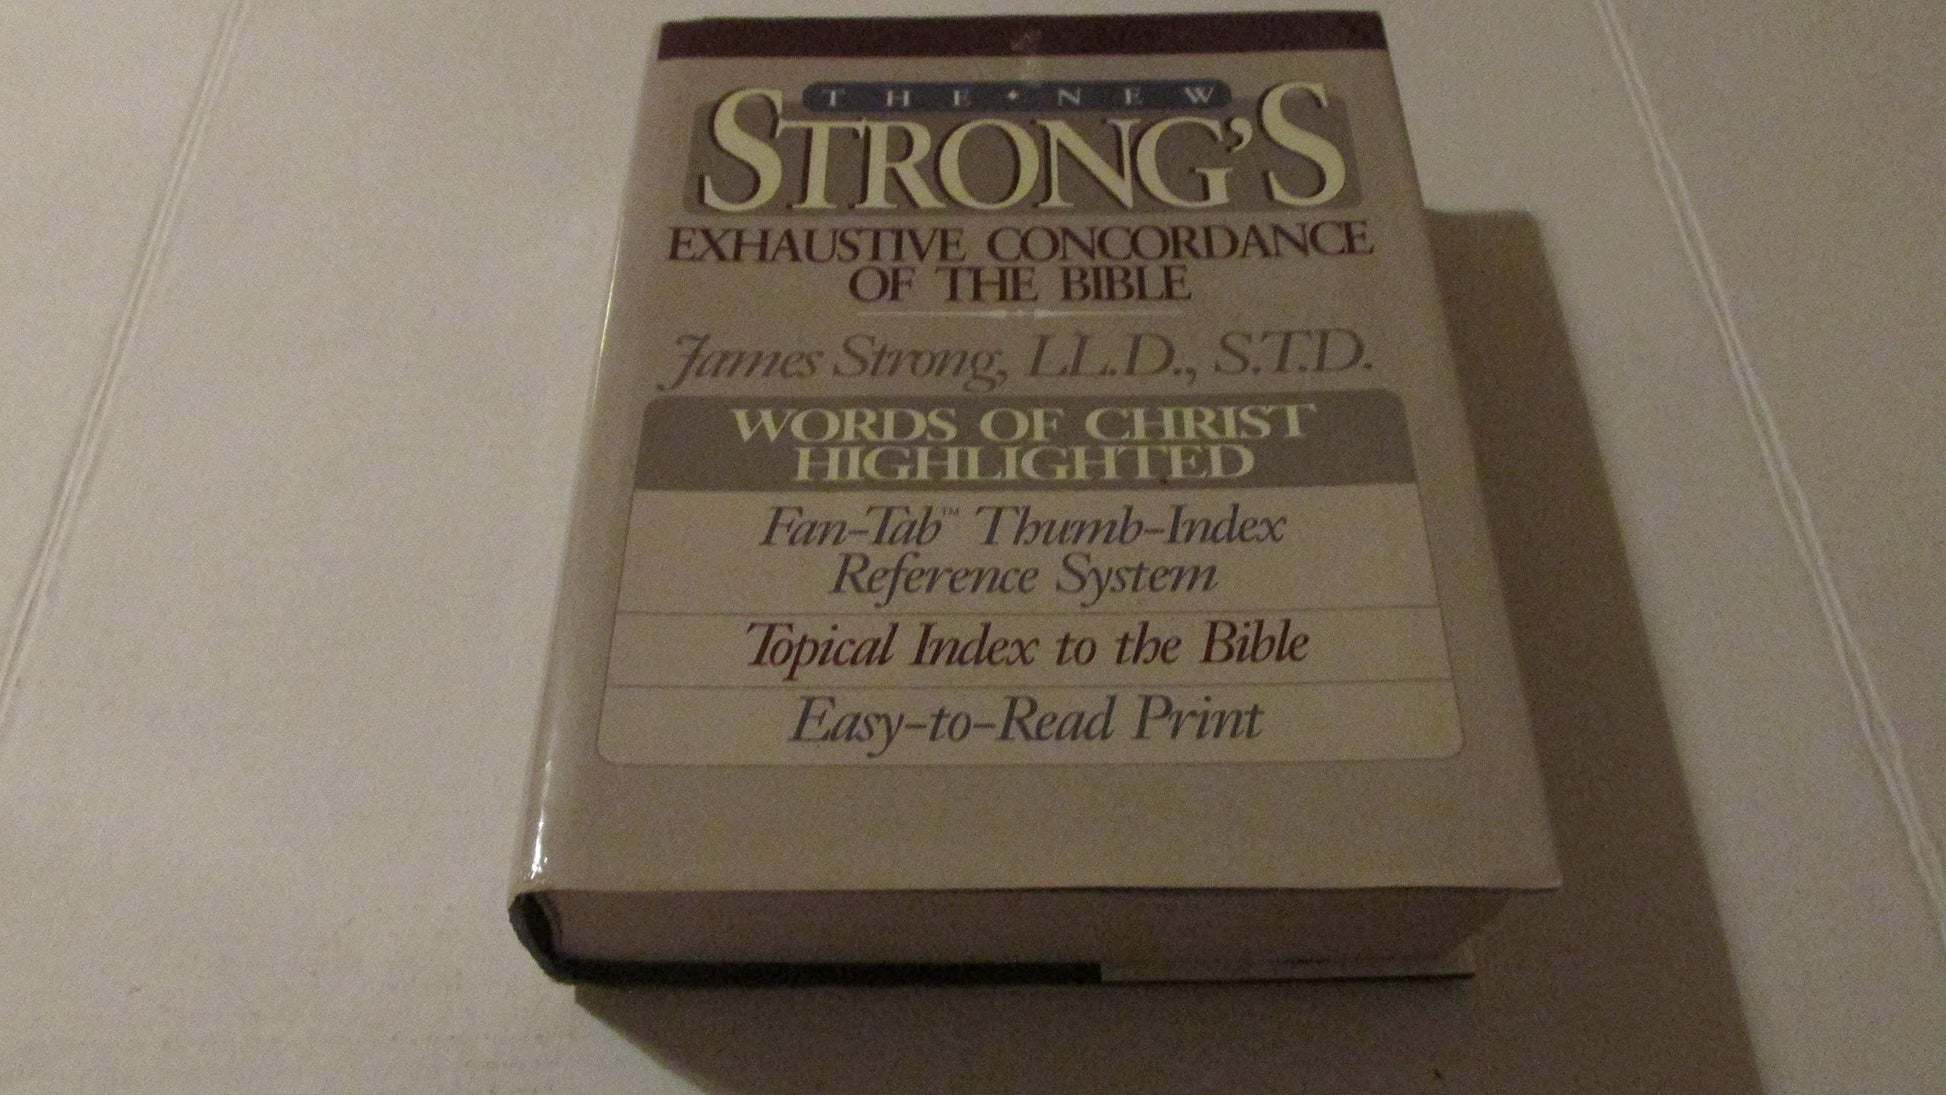 THE • NEW
STRONG'S
EXHAUSTIVE CONCORDANCE
OF THE BIBLE
James Strong, LL.D., S.T.D.
WORDS OF CHRIST
HIGHLIGHTED
Fan-Tab™ Thumb-Index
Reference System
Topical Index to the Bible
Easy-to-Read Print